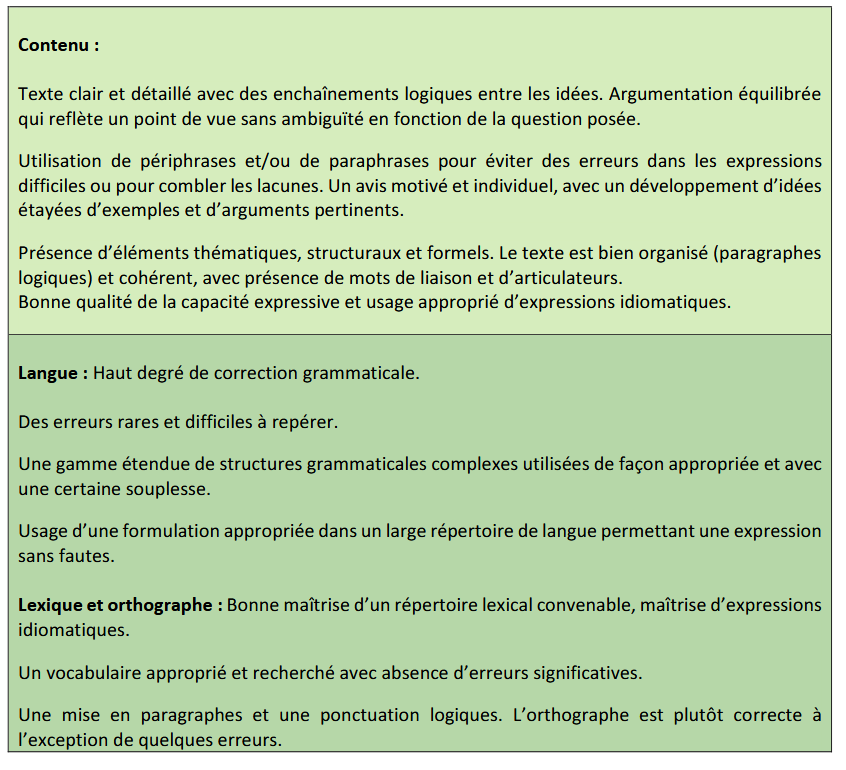 Contenu :
Texte clair et détaillé avec des enchaînements logiques entre les idées. Argumentation équilibrée
qui reflète un point de vue sans ambiguïté en fonction de la question posée.
Utilisation de périphrases et/ou de paraphrases pour éviter des erreurs dans les expressions
difficiles ou pour combler les lacunes. Un avis motivé et individuel, avec un développement d’idées
étayées d’exemples et d’arguments pertinents.
Présence d’éléments thématiques, structuraux et formels. Le texte est bien organisé (paragraphes
logiques) et cohérent, avec présence de mots de liaison et d’articulateurs.
Bonne qualité de la capacité expressive et usage approprié d’expressions idiomatiques.
Langue : Haut degré de correction grammaticale.
Des erreurs rares et difficiles à repérer.
Une gamme étendue de structures grammaticales complexes utilisées de façon appropriée et avec
une certaine souplesse.
Usage d’une formulation appropriée dans un large répertoire de langue permettant une expression
sans fautes.
Lexique et orthographe : Bonne maîtrise d’un répertoire lexical convenable, maîtrise d’expressions
idiomatiques.
Un vocabulaire approprié et recherché avec absence d’erreurs significatives.
Une mise en paragraphes et une ponctuation logiques. L’orthographe est plutôt correcte à
l’exception de quelques erreurs.